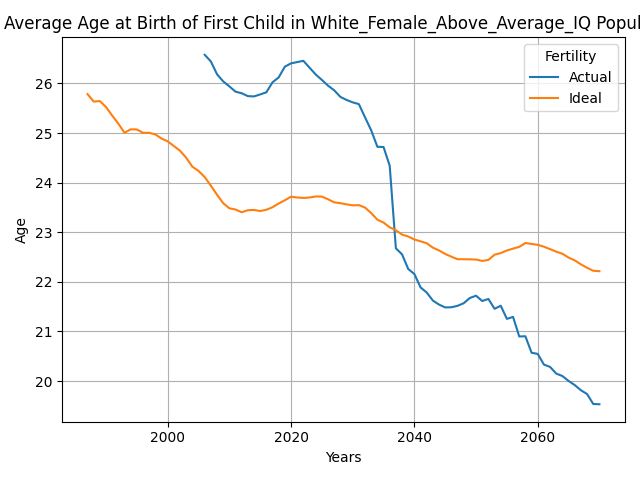 Average Age at Birth of First Child in White_Female_Above_Average_IQ Popul
Fertility
Actual
Ideal
26
25
24
23
22
21
20
Age
2000
2020
2040
2060
Years